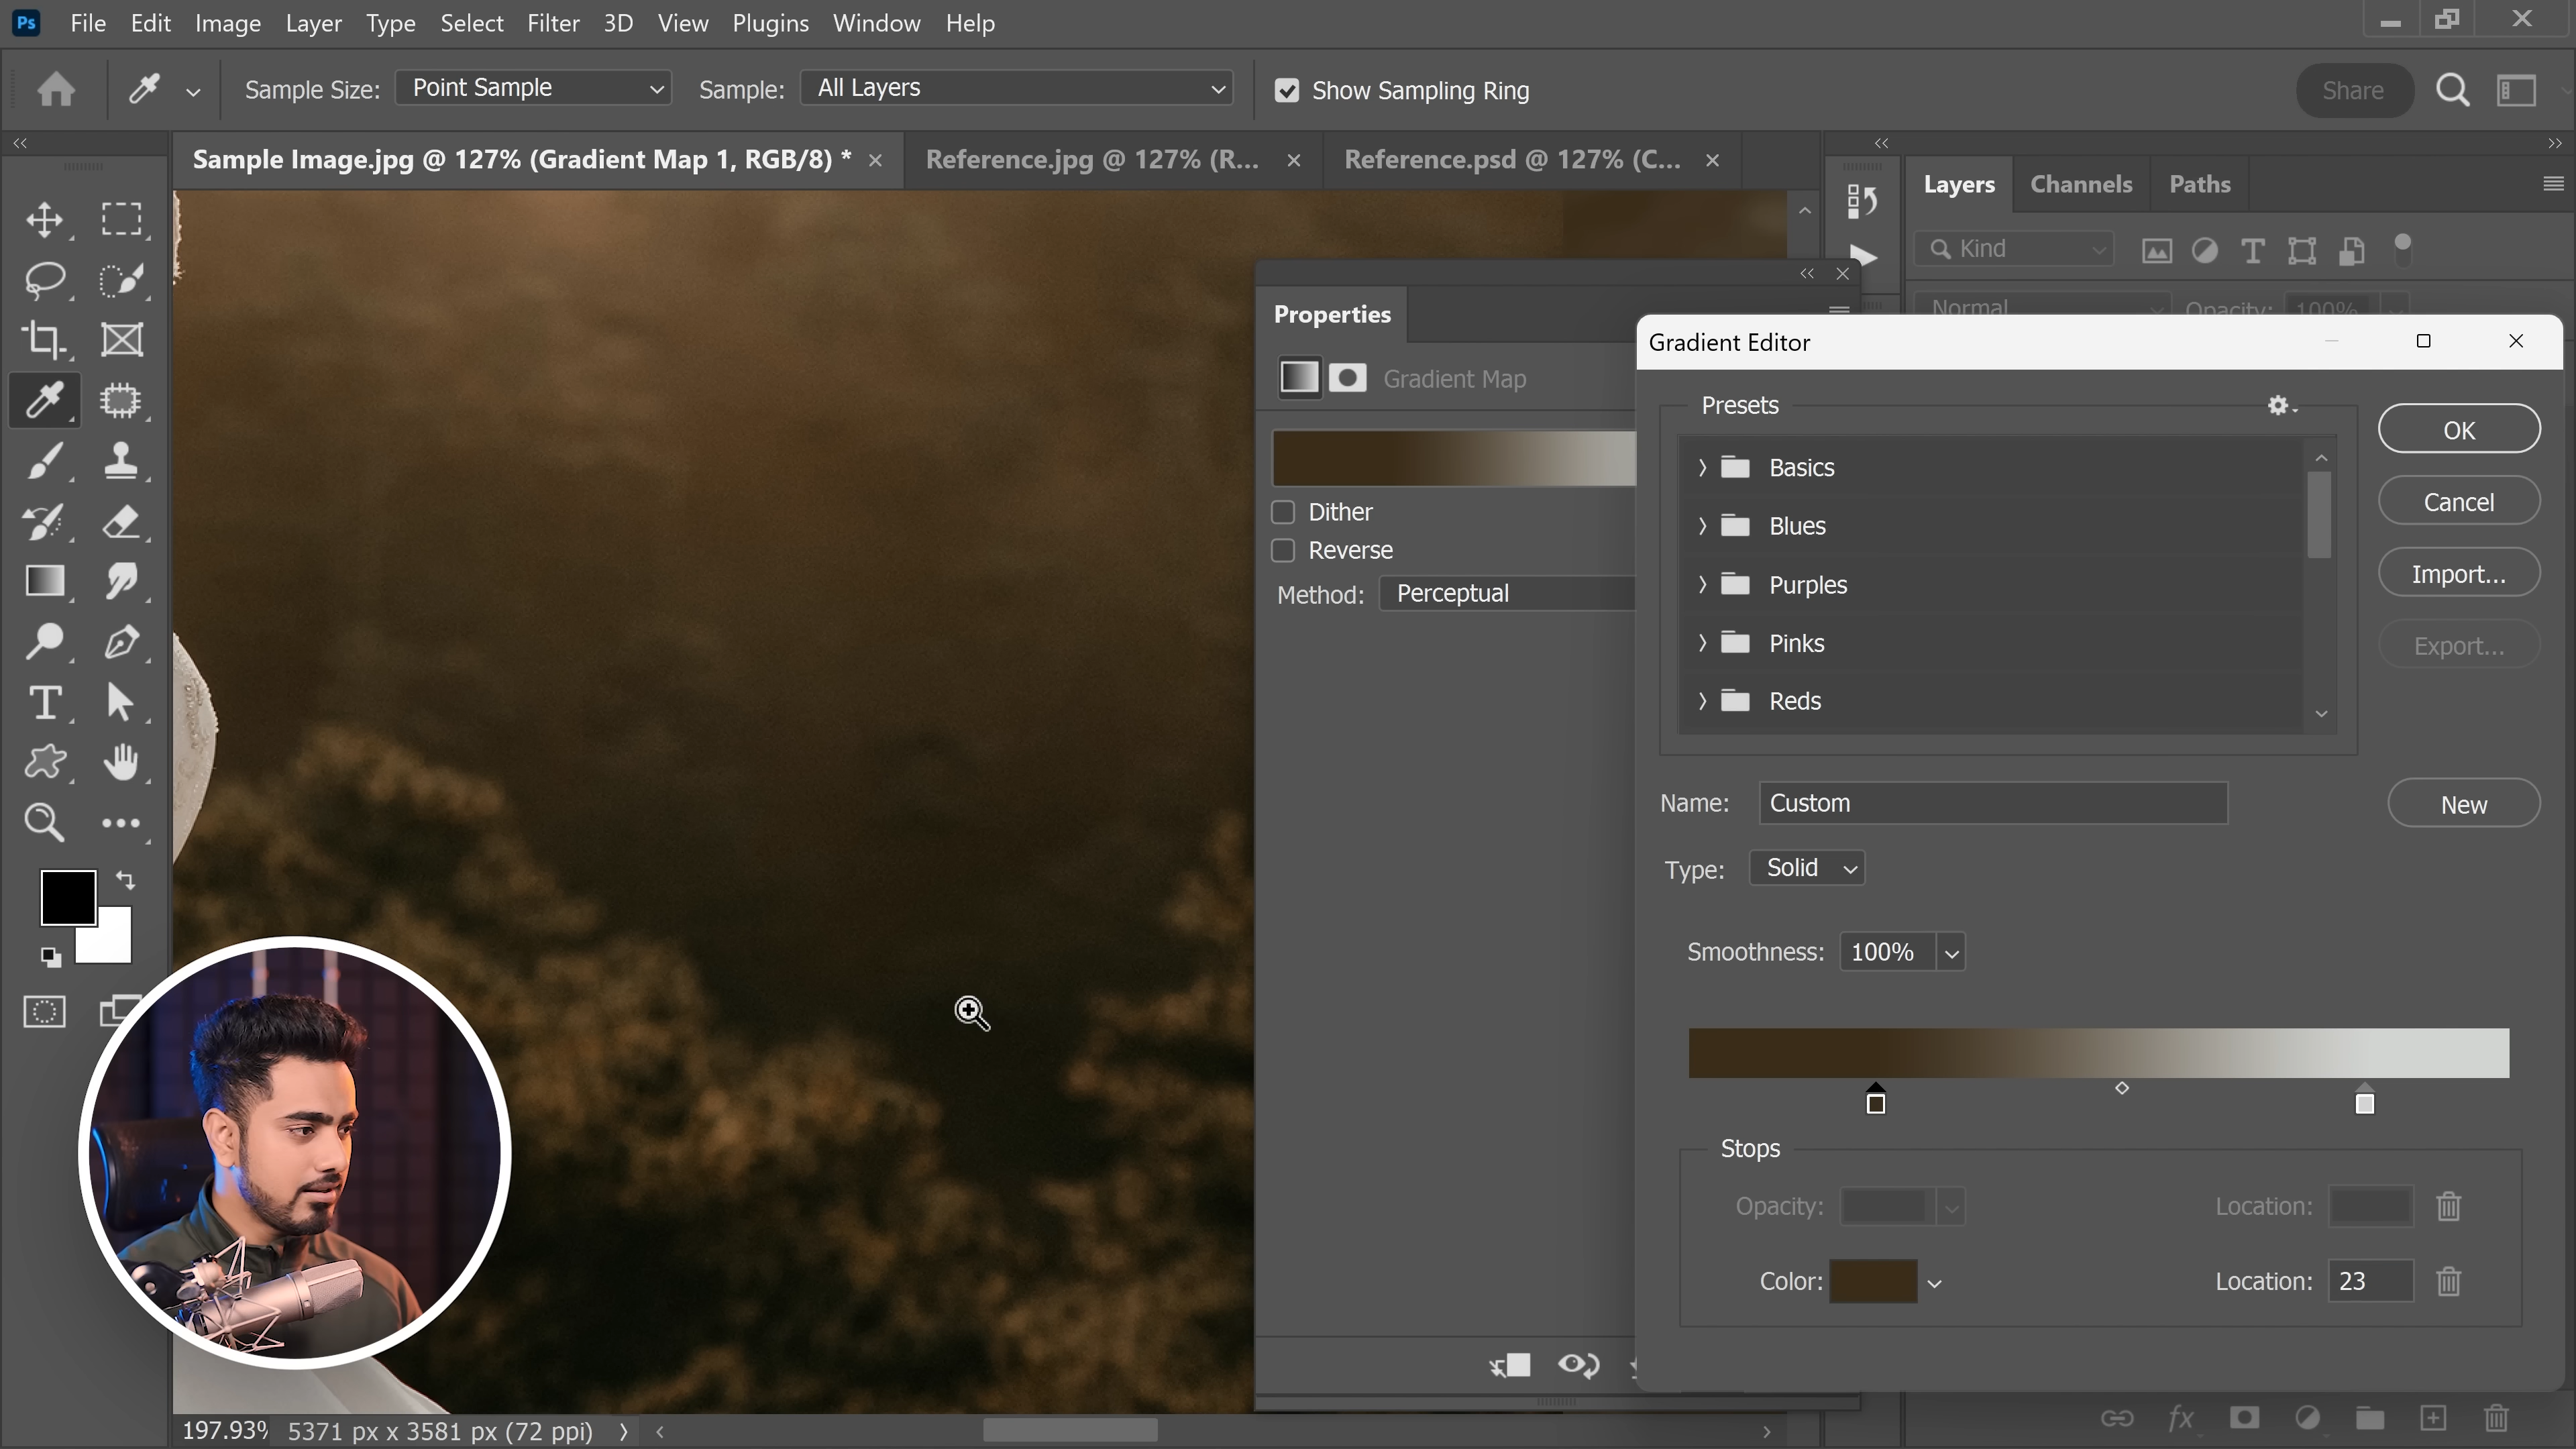 Ps File Edit Image Layer Type Select Filter 3D View Plugins Window Help
Sample Size: Point Sample Sample: All Layers Show Sampling Ring Share
Sample Image.jpg @ 127% (Gradient Map 1, RGB/8) * Reference.jpg @ 127% (R... Reference.psd @ 127% (C...
Layers Channels Paths
Kind
Normal Opacity: 100%
Properties
Gradient Map
Dither
Reverse
Method: Perceptual
Gradient Editor
Presets
Basics
Blues
Purples
Pinks
Reds
OK
Cancel
Import...
Export...
Name: Custom New
Type: Solid
Smoothness: 100%
Stops
Opacity: Location:
Color: Location: 23
197.93% 5371 px x 3581 px (72 ppi)
fx